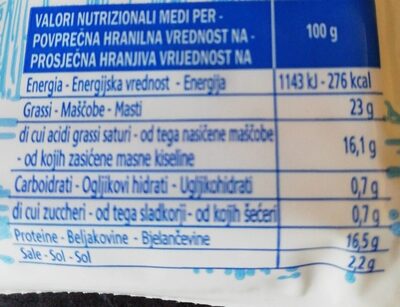 VALORI NUTRIZIONALI MEDI PER -
POVPREČNA HRANILNA VREDNOST NA -
PROSJEČNA HRANJIVA VRIJEDNOST NA
100 g
Energia - Energijska vrednost - Energija 1143 kJ - 276 kcal
Grassi - Maščobe - Masti 23 g
di cui acidi grassi saturi - od tega nasičene maščobe
- od kojih zasićene masne kiseline 16,1 g
Carboidrati - Ogljikovi hidrati - Ugljikohidrati 0,7 g
di cui zuccheri - od tega sladkorji - od kojih šećeri 0,7 g
Proteine - Beljakovine - Bjelančevine 16,5 g
Sale - Sol - Sol 2,2 g